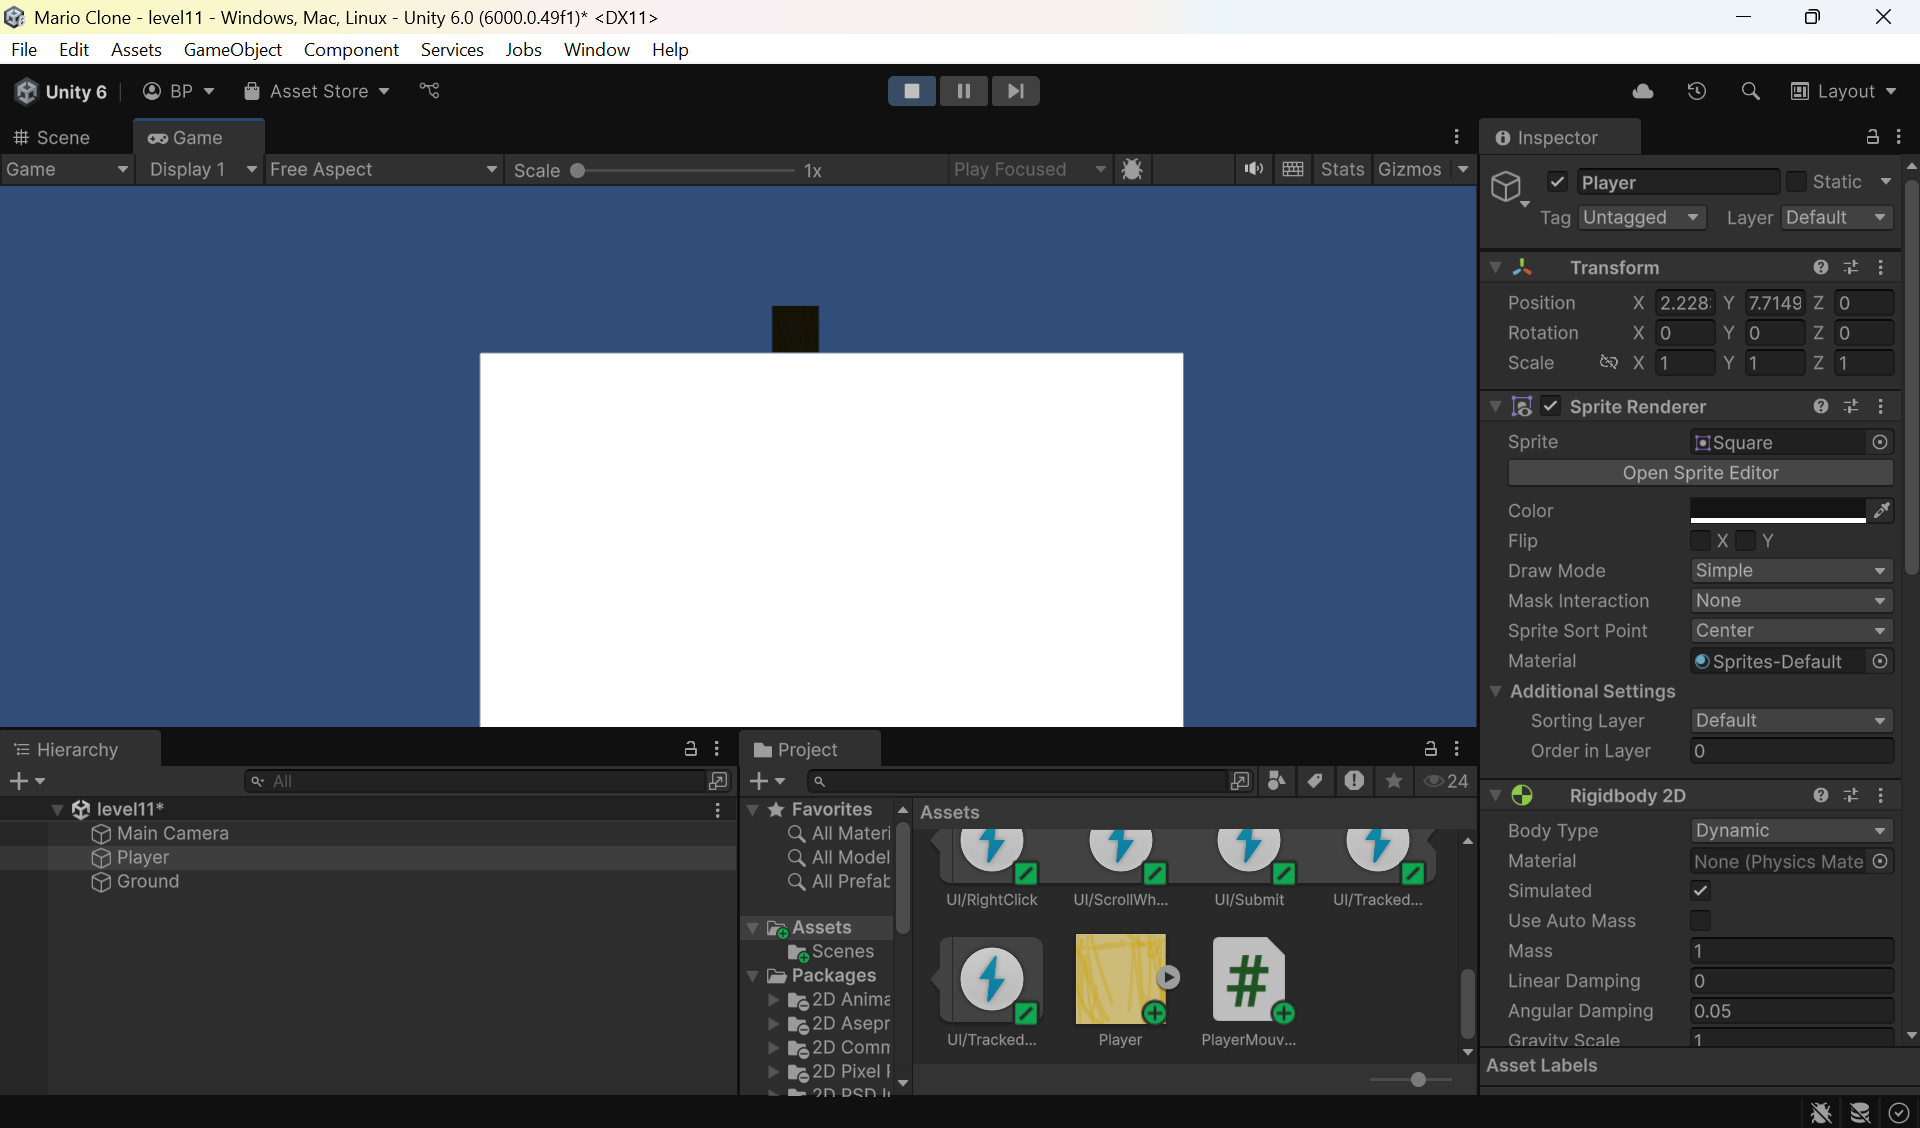 Mario Clone - level11 - Windows, Mac, Linux - Unity 6.0 (6000.0.49f1)* <DX11>
File Edit Assets GameObject Component Services Jobs Window Help
Unity 6 BP Asset Store Layout
Scene Game
Game Display 1 Free Aspect Scale 1x Play Focused Stats Gizmos
Inspector
Player Static
Tag Untagged Layer Default
Transform
Position X 2.228 Y 7.7149 Z 0
Rotation X 0 Y 0 Z 0
Scale X 1 Y 1 Z 1
Sprite Renderer
Sprite Square
Open Sprite Editor
Color
Flip X Y
Draw Mode Simple
Mask Interaction None
Sprite Sort Point Center
Material Sprites-Default
Additional Settings
Sorting Layer Default
Order in Layer 0
Rigidbody 2D
Body Type Dynamic
Material None (Physics Mate
Simulated
Use Auto Mass
Mass 1
Linear Damping 0
Angular Damping 0.05
Gravity Scale 1
Asset Labels
Hierarchy
All
level11*
Main Camera
Player
Ground
Project
24
Favorites
All Materi
All Model
All Prefab
Assets
Scenes
Packages
2D Anima
2D Asepr
2D Comm
2D Pixel
2D PSD
Assets
UI/RightClick UI/ScrollWh... UI/Submit UI/Tracked...
UI/Tracked... Player PlayerMouv...